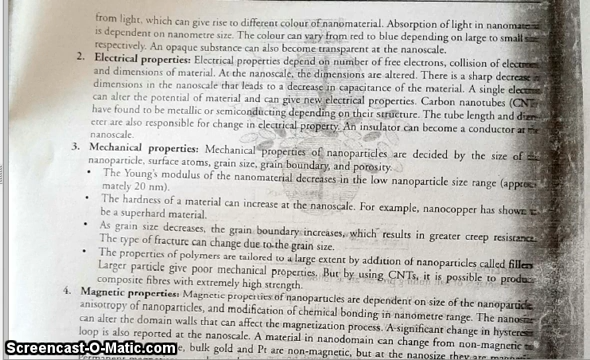 from light, which can give rise to different colour of nanomaterial. Absorption of light in
is dependent on nanometre size. The colour can vary from red to blue depending on large to small
respectively. An opaque substance can also become transparent at the nanoscale.
2. Electrical properties: Electrical properties depend on number of free electrons, collision of
and dimensions of material. At the nanoscale, the dimensions are altered. There is a sharp decrease
dimensions in the nanoscale that leads to a decrease in capacitance of the material. A single
can alter the potential of material and can give new electrical properties. Carbon nanotubes
have found to be metallic or semiconducting depending on their structure. The tube length and
eter are also responsible for change in electrical property. An insulator can become a conductor at
nanoscale.
3. Mechanical properties: Mechanical properties of nanoparticles are decided by the size of
nanoparticle, surface atoms, grain size, grain boundary, and porosity.
• The Young's modulus of the nanomaterial decreases in the low nanoparticle size range
mately 20 nm).
• The hardness of a material can increase at the nanoscale. For example, nanocopper has shown
be a superhard material.
• As grain size decreases, the grain boundary increases, which results in greater creep resistance.
The type of fracture can change due to the grain size.
• The properties of polymers are tailored to a large extent by addition of nanoparticles called fillers
Larger particle give poor mechanical properties. But by using CNTs, it is possible to
composite fibres with extremely high strength.
4. Magnetic properties: Magnetic properties of nanoparticles are dependent on size of the
anisotropy of nanoparticles, and modification of chemical bonding in nanometre range. The
can alter the domain walls that can affect the magnetization process. A significant change in
loop is also reported at the nanoscale. A material in nanodomain can change from non-magnetic
bulk gold and Pt are non-magnetic, but at the nanosize they are
Screencast-O-Matic.com